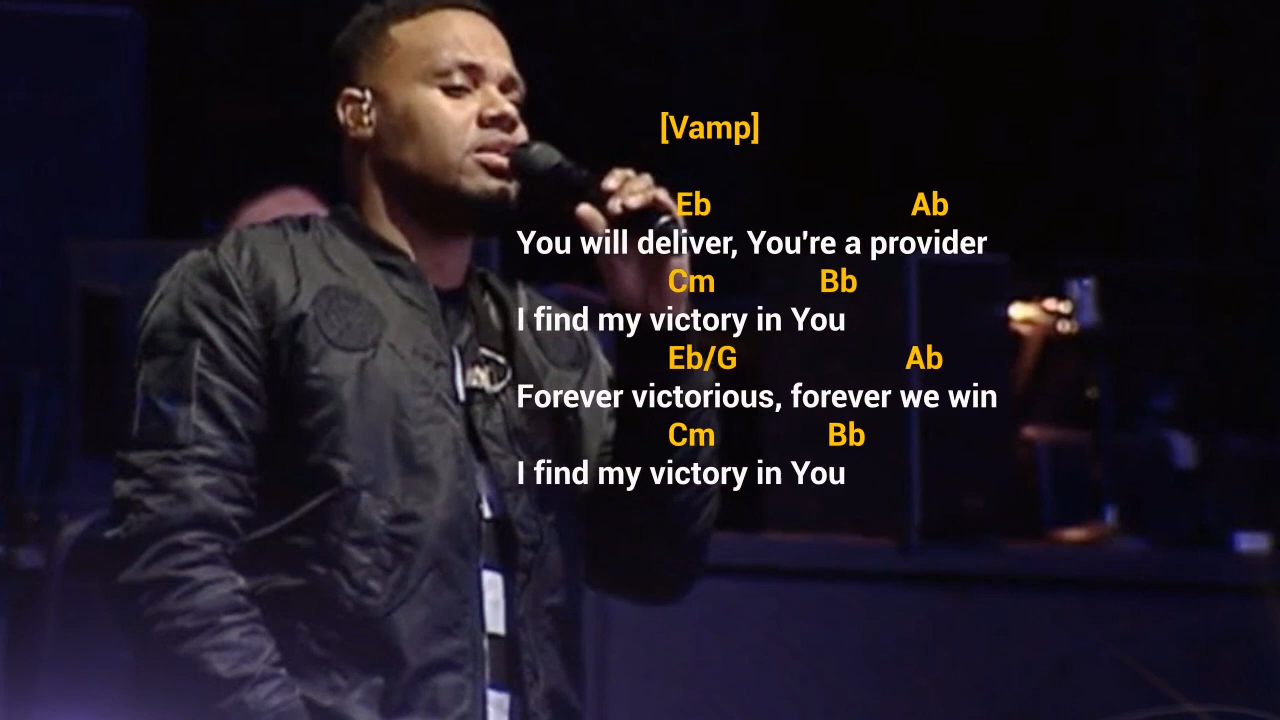 [Vamp]
Eb Ab
You will deliver, You're a provider
Cm Bb
I find my victory in You
Eb/G Ab
Forever victorious, forever we win
Cm Bb
I find my victory in You